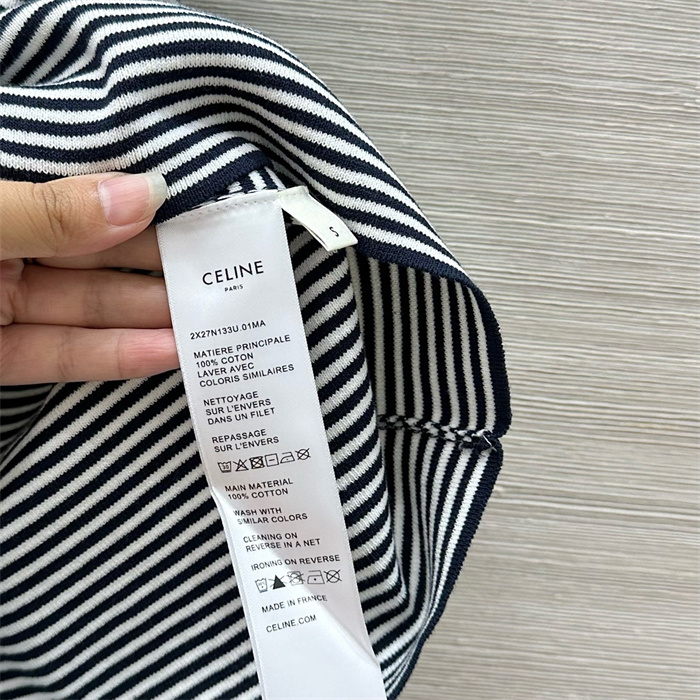 S
CELINE
PARIS
2X27N133U.01MA
MATIERE PRINCIPALE
100% COTON
LAVER AVEC
COLORIS SIMILAIRES
NETTOYAGE
SUR L'ENVERS
DANS UN FILET
REPASSAGE
SUR L'ENVERS
MAIN MATERIAL
100% COTTON
WASH WITH
SIMILAR COLORS
CLEANING ON
REVERSE IN A NET
IRONING ON REVERSE
MADE IN FRANCE
CELINE.COM